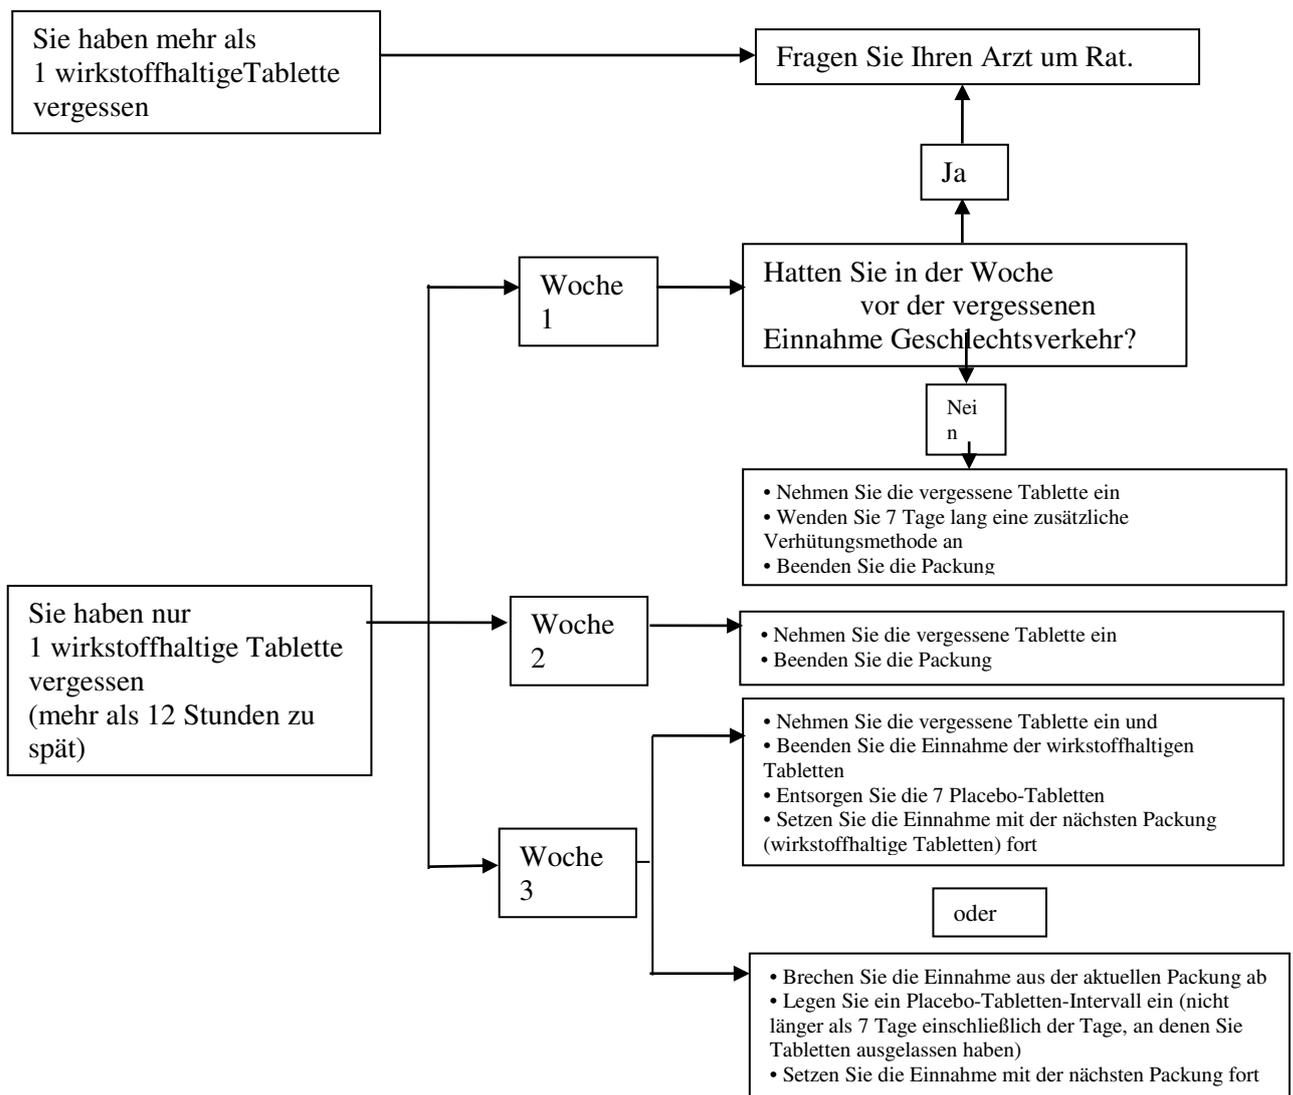 Sie haben mehr als
1 wirkstoffhaltigeTablette
vergessen
Fragen Sie Ihren Arzt um Rat.
Ja
Woche
1
Hatten Sie in der Woche
vor der vergessenen
Einnahme Geschlechtsverkehr?
Nei
n
• Nehmen Sie die vergessene Tablette ein
• Wenden Sie 7 Tage lang eine zusätzliche
Verhütungsmethode an
• Beenden Sie die Packung
Sie haben nur
1 wirkstoffhaltige Tablette
vergessen
(mehr als 12 Stunden zu
spät)
Woche
2
• Nehmen Sie die vergessene Tablette ein
• Beenden Sie die Packung
Woche
3
• Nehmen Sie die vergessene Tablette ein und
• Beenden Sie die Einnahme der wirkstoffhaltigen
Tabletten
• Entsorgen Sie die 7 Placebo-Tabletten
• Setzen Sie die Einnahme mit der nächsten Packung
(wirkstoffhaltige Tabletten) fort
oder
• Brechen Sie die Einnahme aus der aktuellen Packung ab
• Legen Sie ein Placebo-Tabletten-Intervall ein (nicht
länger als 7 Tage einschließlich der Tage, an denen Sie
Tabletten ausgelassen haben)
• Setzen Sie die Einnahme mit der nächsten Packung fort